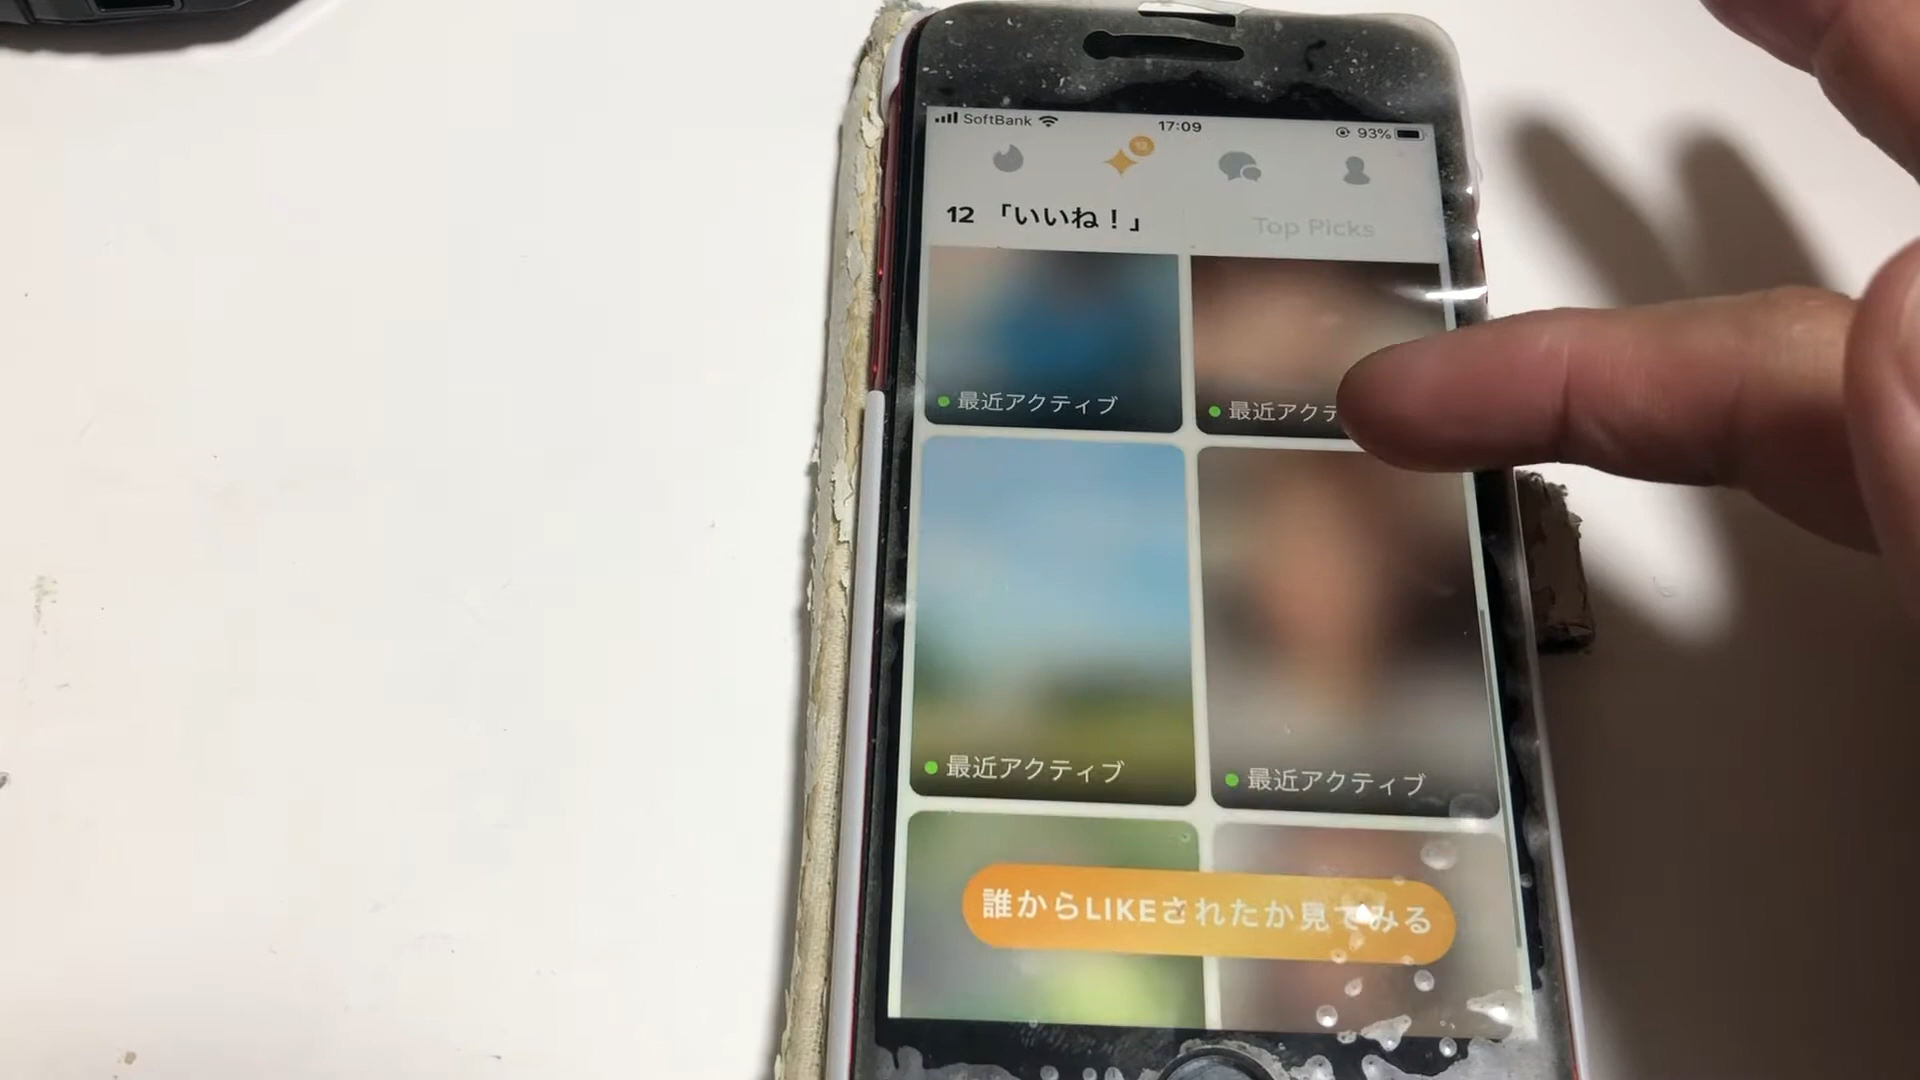 SoftBank 17:09 93%
12 「いいね！」 Top Picks
最近アクティブ 最近アクテ
最近アクティブ 最近アクティブ
誰からLIKEされたか見てみる